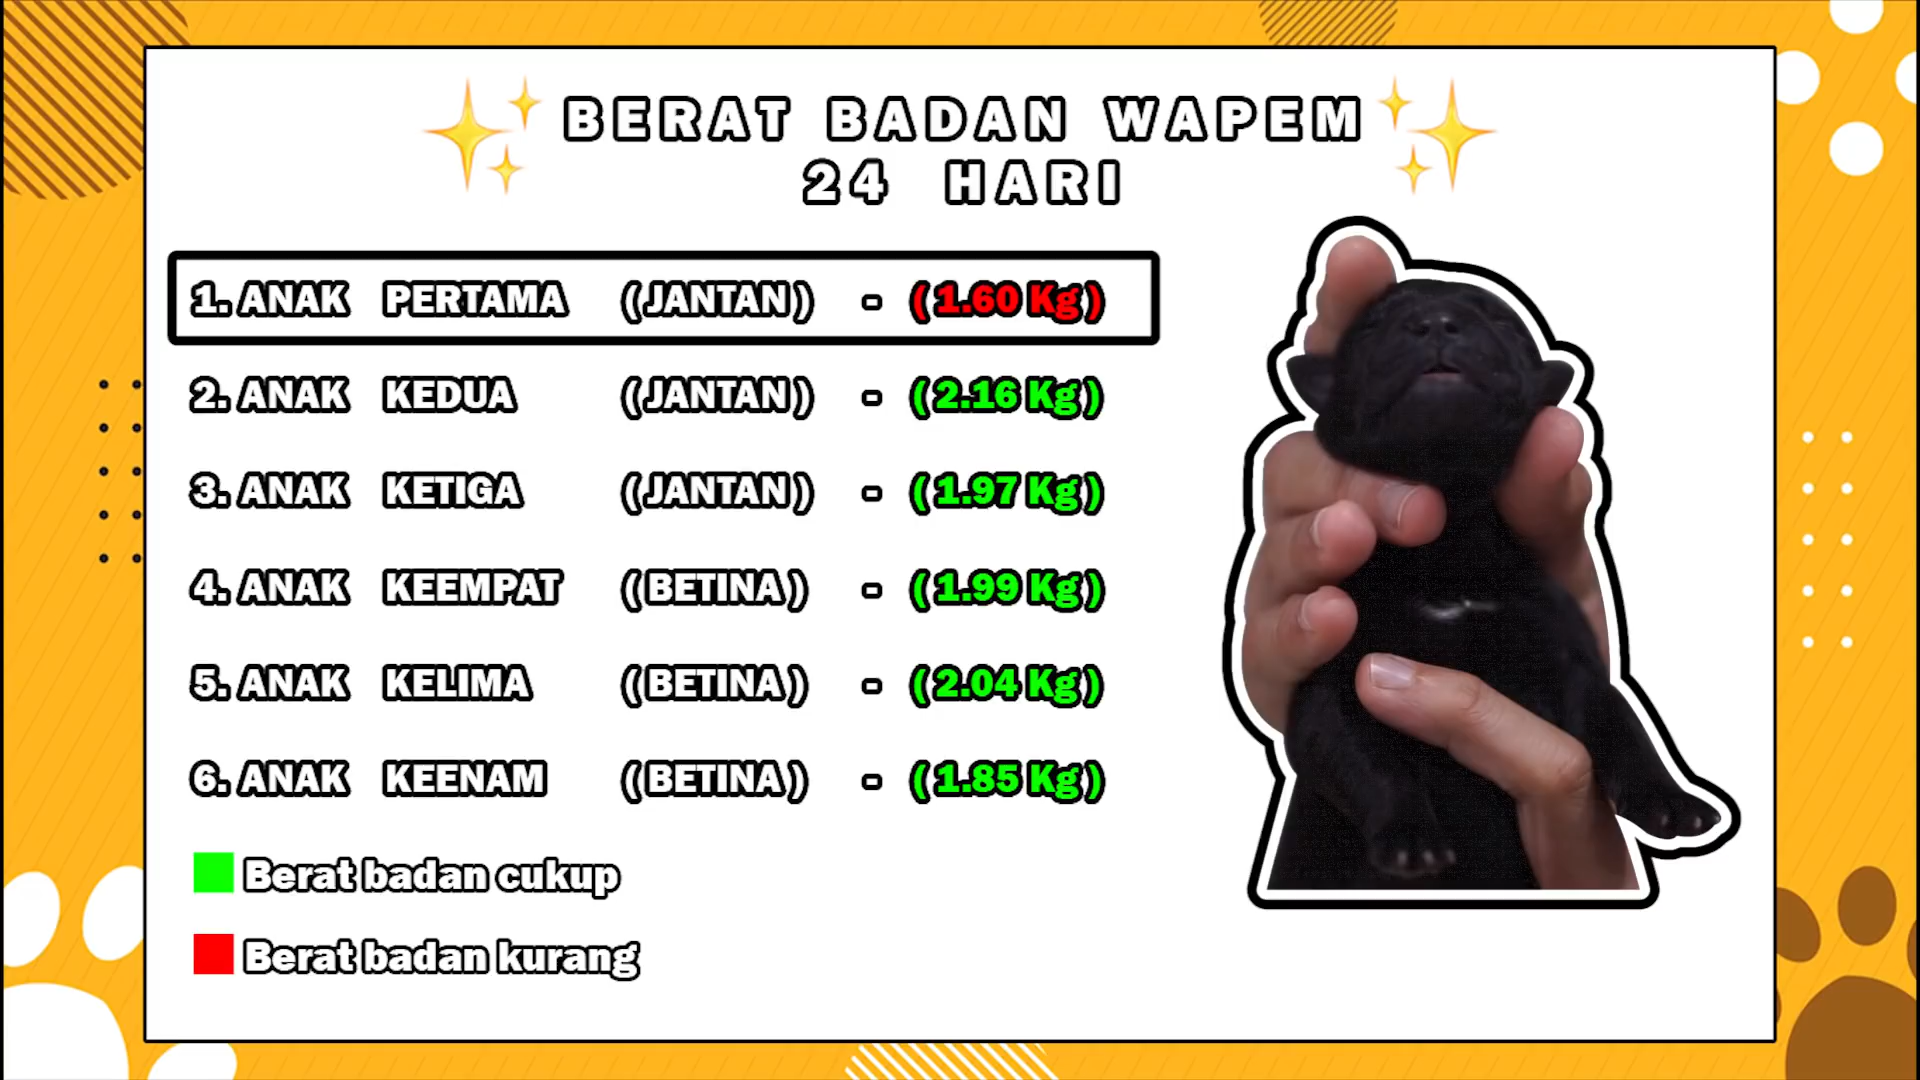 BERAT BADAN WAPEM
24 HARI
1. ANAK PERTAMA (JANTAN) - (1.60 Kg)
2. ANAK KEDUA (JANTAN) - (2.16 Kg)
3. ANAK KETIGA (JANTAN) - (1.97 Kg)
4. ANAK KEEMPAT (BETINA) - (1.99 Kg)
5. ANAK KELIMA (BETINA) - (2.04 Kg)
6. ANAK KEENAM (BETINA) - (1.85 Kg)
Berat badan cukup
Berat badan kurang